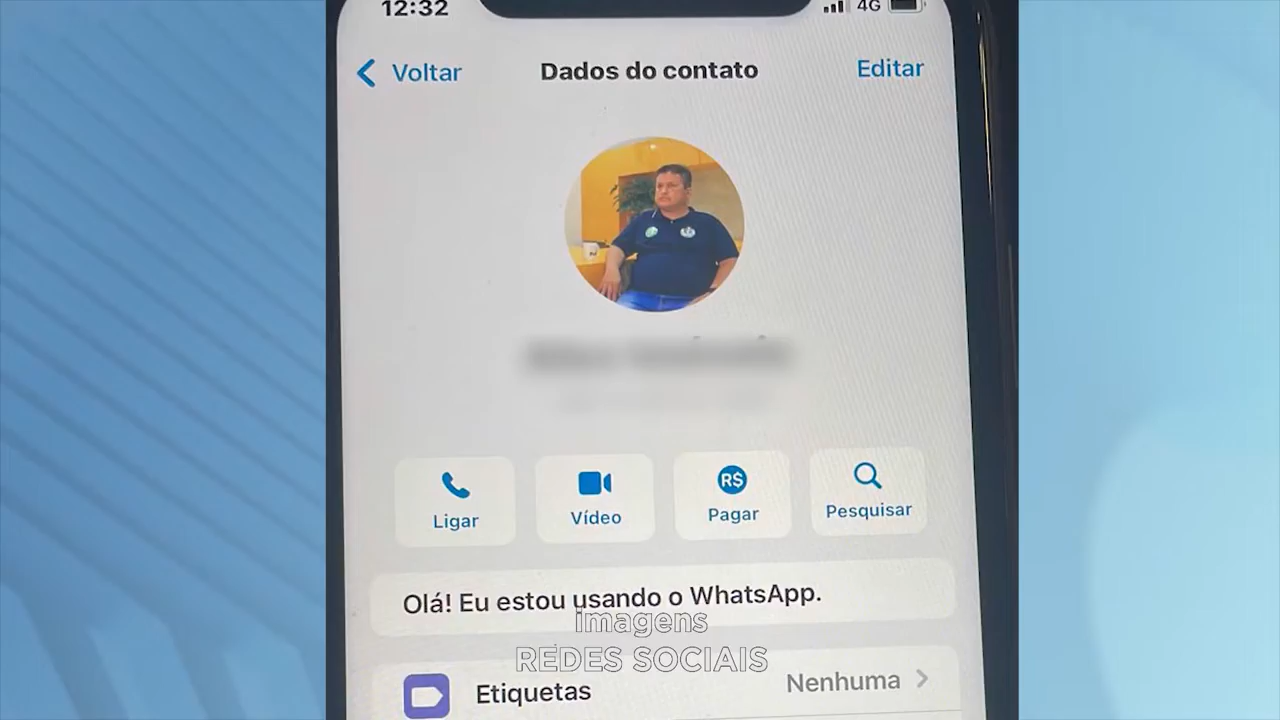 12:32
4G
Voltar
Dados do contato
Editar
Ligar
Vídeo
R$
Pagar
Pesquisar
Olá! Eu estou usando o WhatsApp.
imagens
REDES SOCIAIS
Etiquetas
Nenhuma